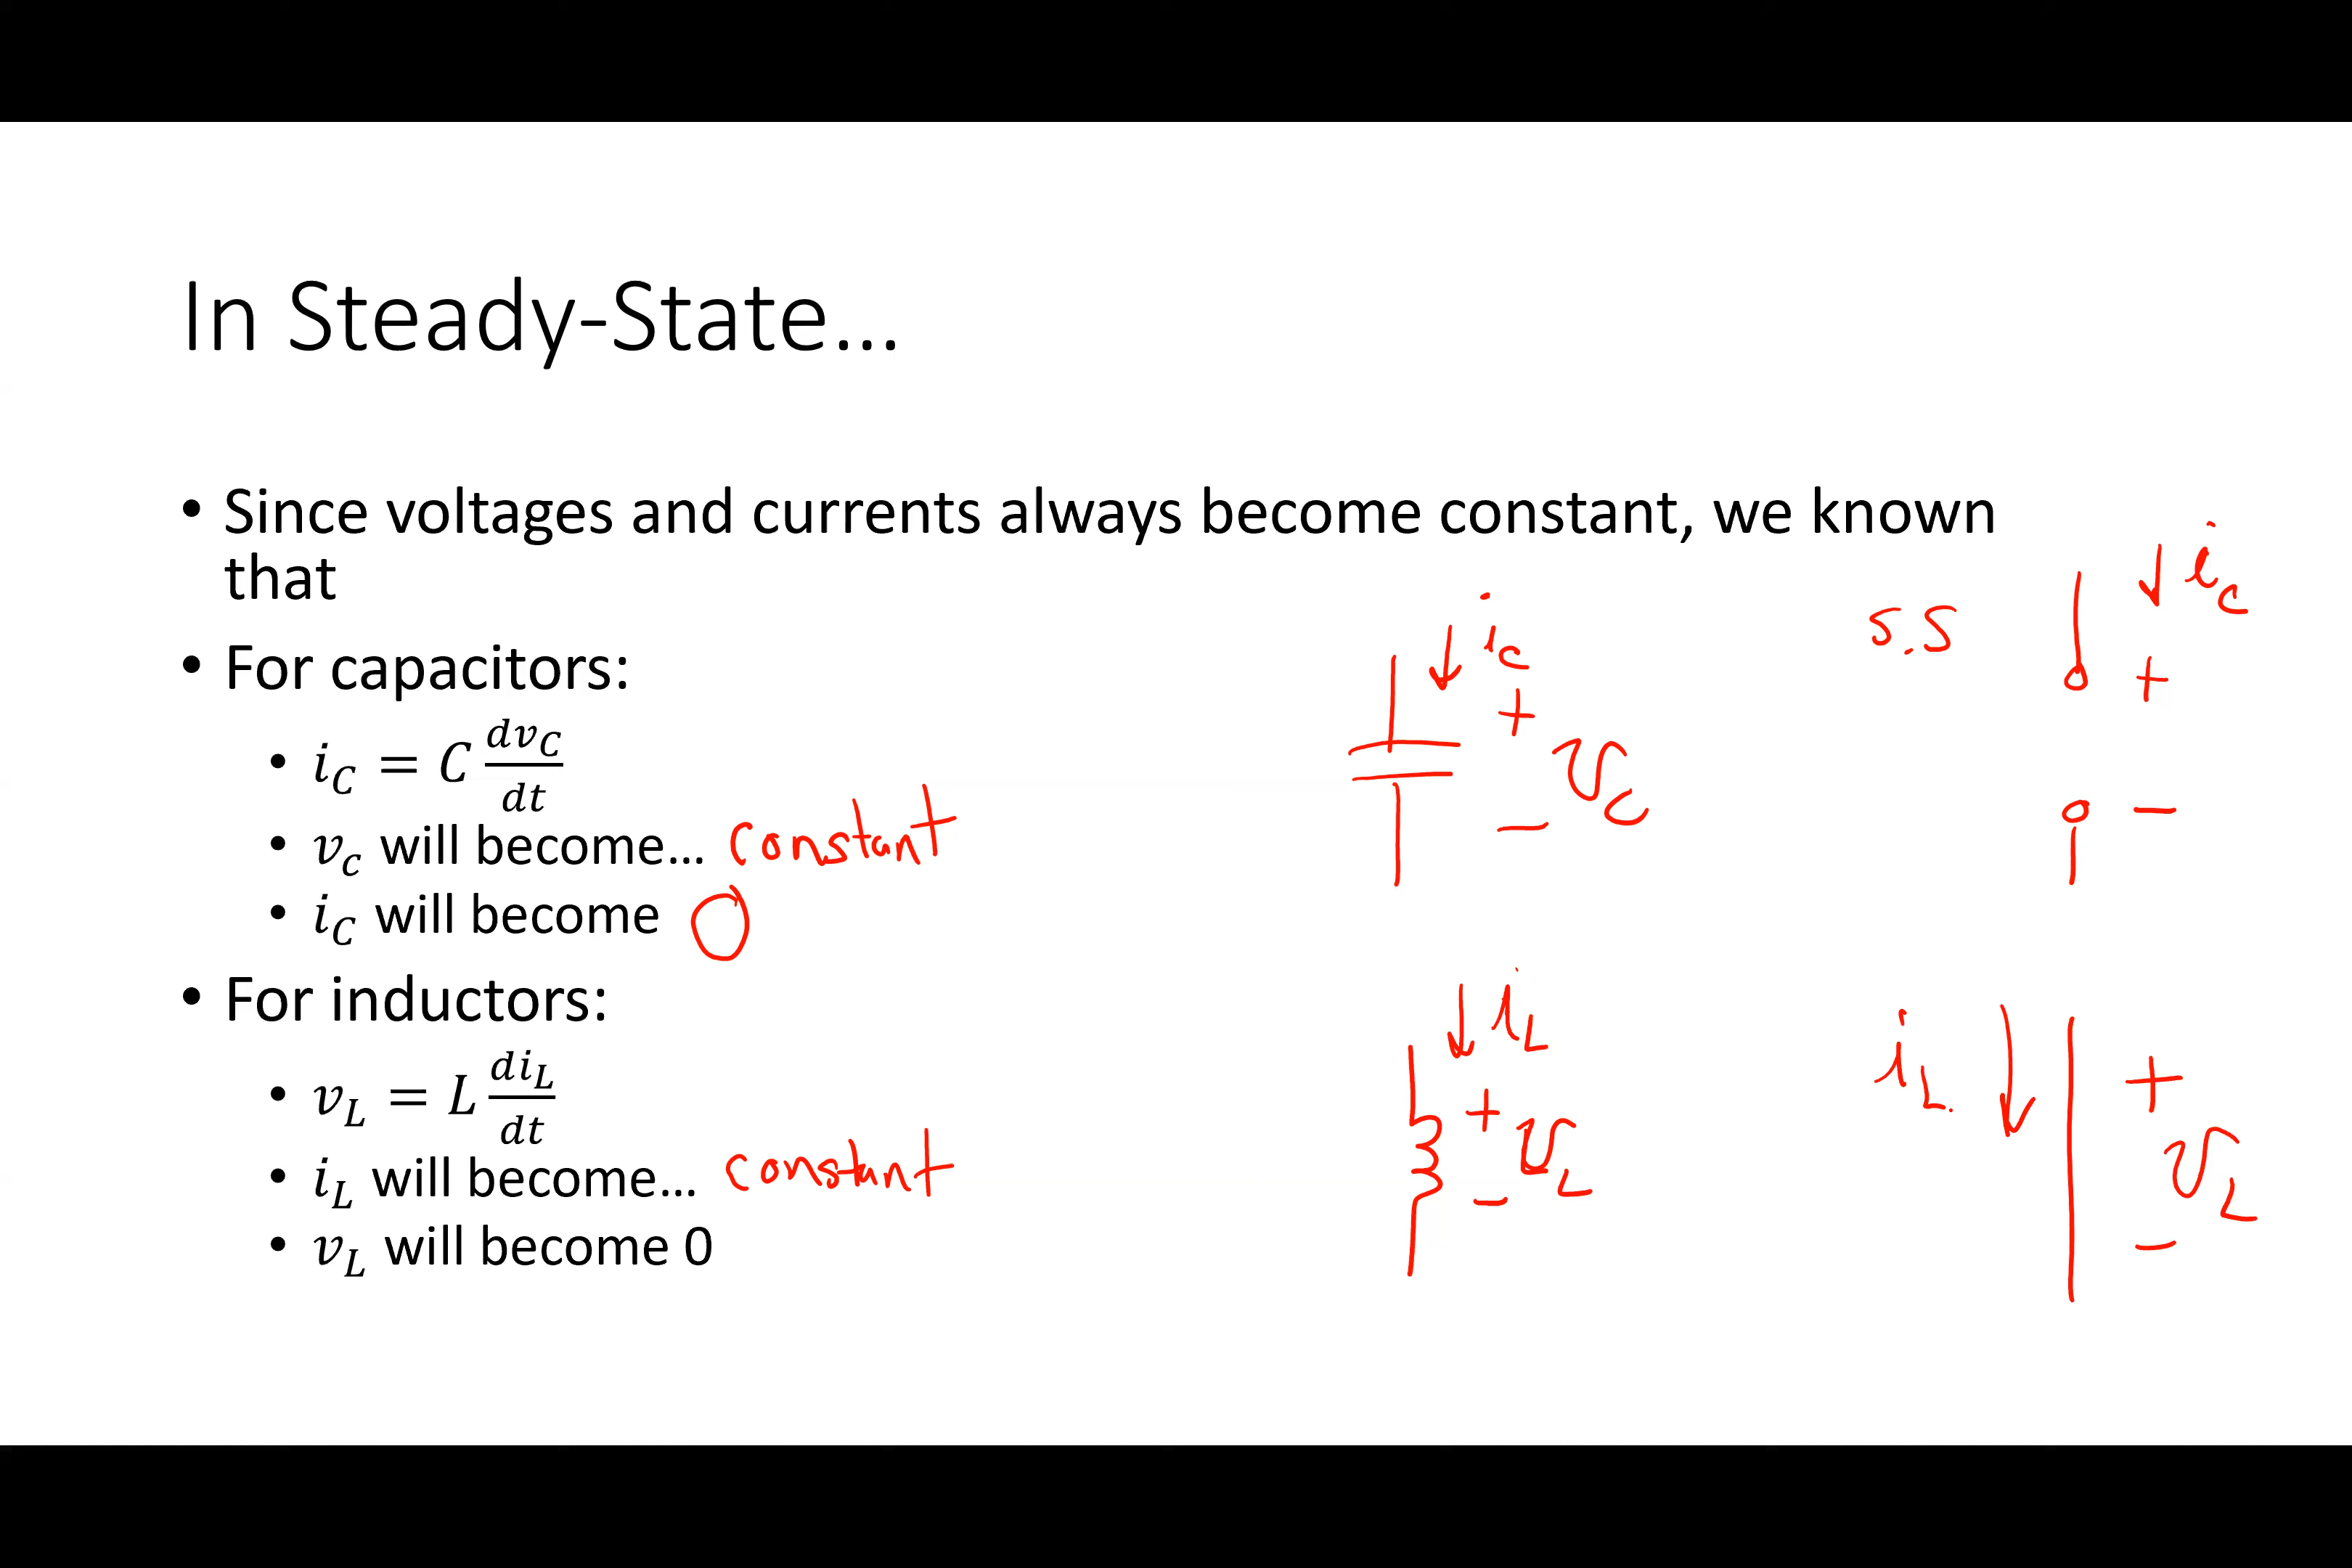 In Steady-State...
• Since voltages and currents always become constant, we known
that
• For capacitors:
• i_C = C dv_C/dt
• v_c will become... constant
• i_C will become 0
• For inductors:
• v_L = L di_L/dt
• i_L will become... constant
• v_L will become 0
i_C
+
v_C
−
S.S
i_C
+
−
i_L
+
v_L
−
i_L
+
v_L
−